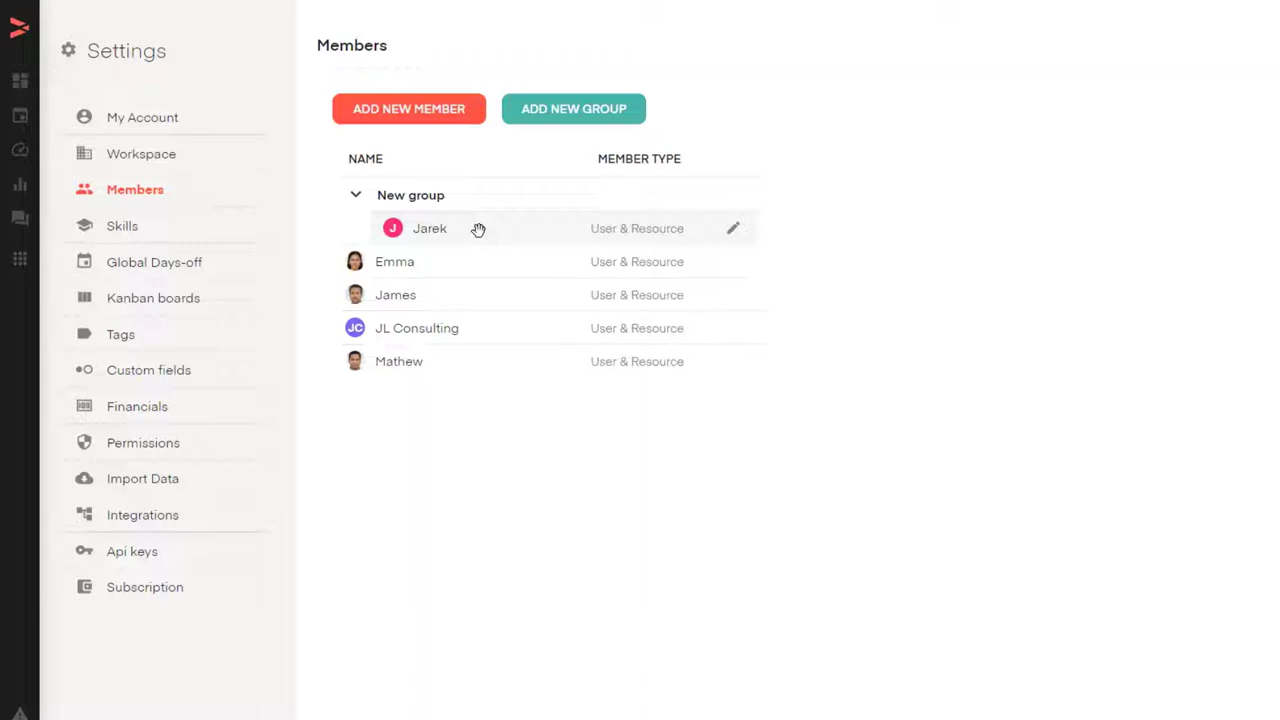 Settings
My Account
Workspace
Members
Skills
Global Days-off
Kanban boards
Tags
Custom fields
Financials
Permissions
Import Data
Integrations
Api keys
Subscription
Members
ADD NEW MEMBER ADD NEW GROUP
NAME MEMBER TYPE
New group
J Jarek User & Resource
Emma User & Resource
James User & Resource
JC JL Consulting User & Resource
Mathew User & Resource